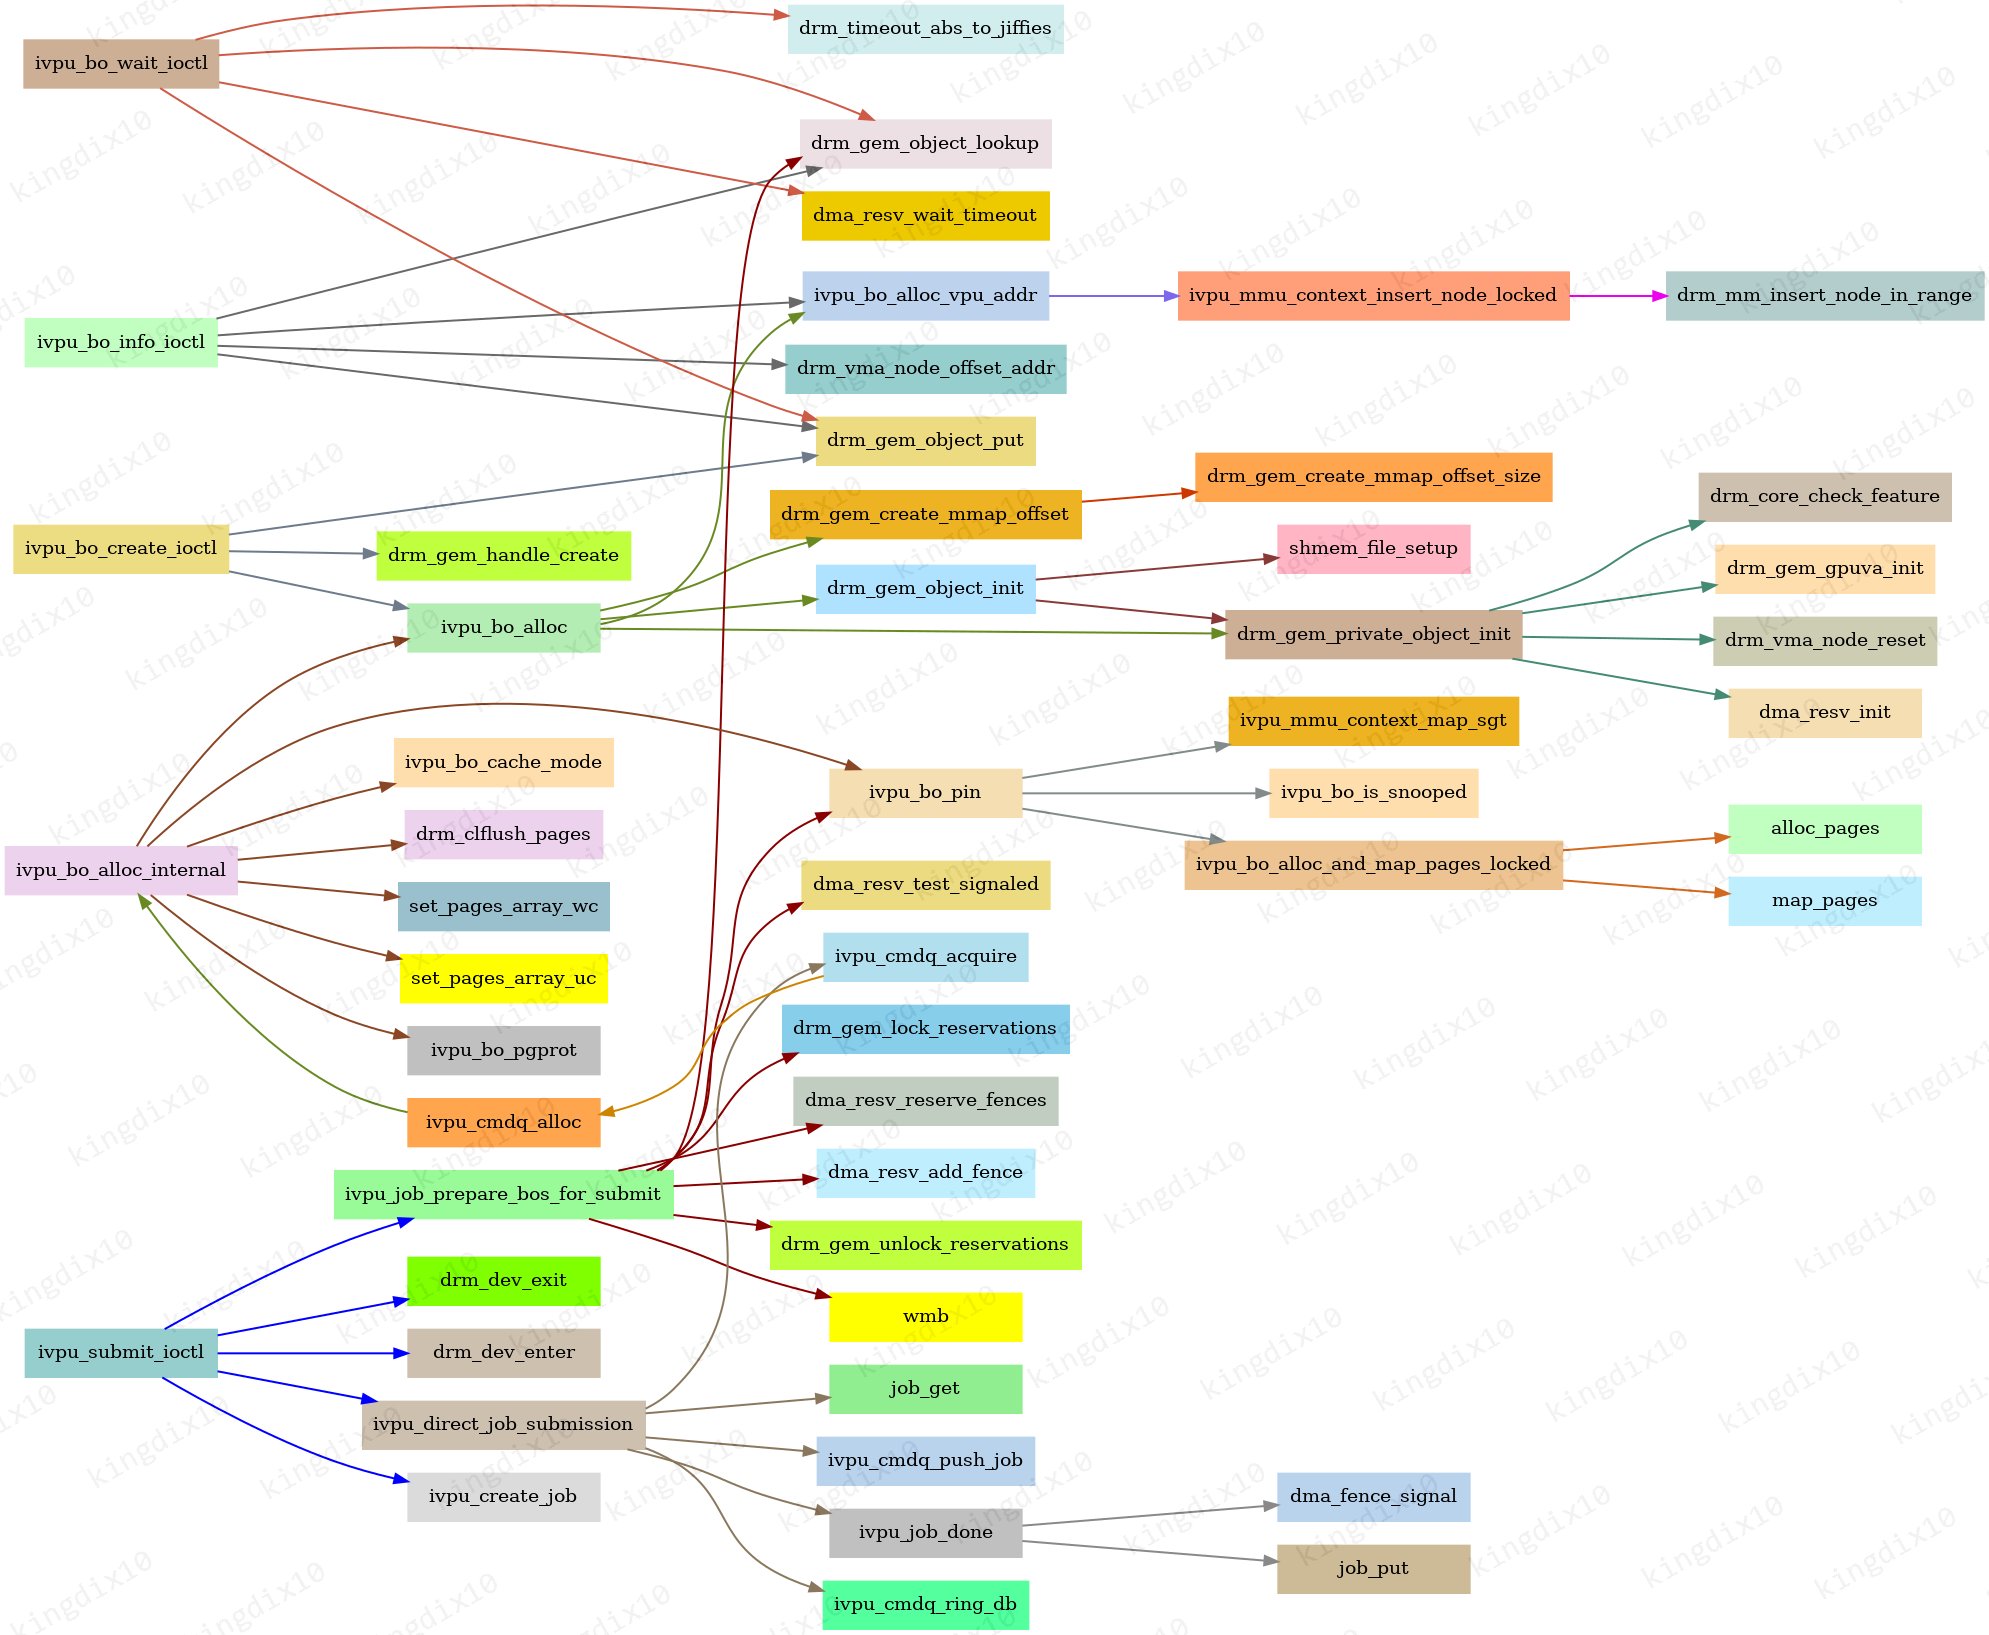 ivpu_bo_wait_ioctl
ivpu_bo_info_ioctl
ivpu_bo_create_ioctl
ivpu_bo_alloc_internal
ivpu_submit_ioctl
drm_gem_handle_create
ivpu_bo_alloc
ivpu_bo_cache_mode
drm_clflush_pages
set_pages_array_wc
set_pages_array_uc
ivpu_bo_pgprot
ivpu_cmdq_alloc
ivpu_job_prepare_bos_for_submit
drm_dev_exit
drm_dev_enter
ivpu_direct_job_submission
ivpu_create_job
drm_timeout_abs_to_jiffies
drm_gem_object_lookup
dma_resv_wait_timeout
ivpu_bo_alloc_vpu_addr
drm_vma_node_offset_addr
drm_gem_object_put
drm_gem_create_mmap_offset
drm_gem_object_init
ivpu_bo_pin
dma_resv_test_signaled
ivpu_cmdq_acquire
drm_gem_lock_reservations
dma_resv_reserve_fences
dma_resv_add_fence
drm_gem_unlock_reservations
wmb
job_get
ivpu_cmdq_push_job
ivpu_job_done
ivpu_cmdq_ring_db
ivpu_mmu_context_insert_node_locked
drm_gem_create_mmap_offset_size
shmem_file_setup
drm_gem_private_object_init
ivpu_mmu_context_map_sgt
ivpu_bo_is_snooped
ivpu_bo_alloc_and_map_pages_locked
dma_fence_signal
job_put
drm_mm_insert_node_in_range
drm_core_check_feature
drm_gem_gpuva_init
drm_vma_node_reset
dma_resv_init
alloc_pages
map_pages
kingdix10